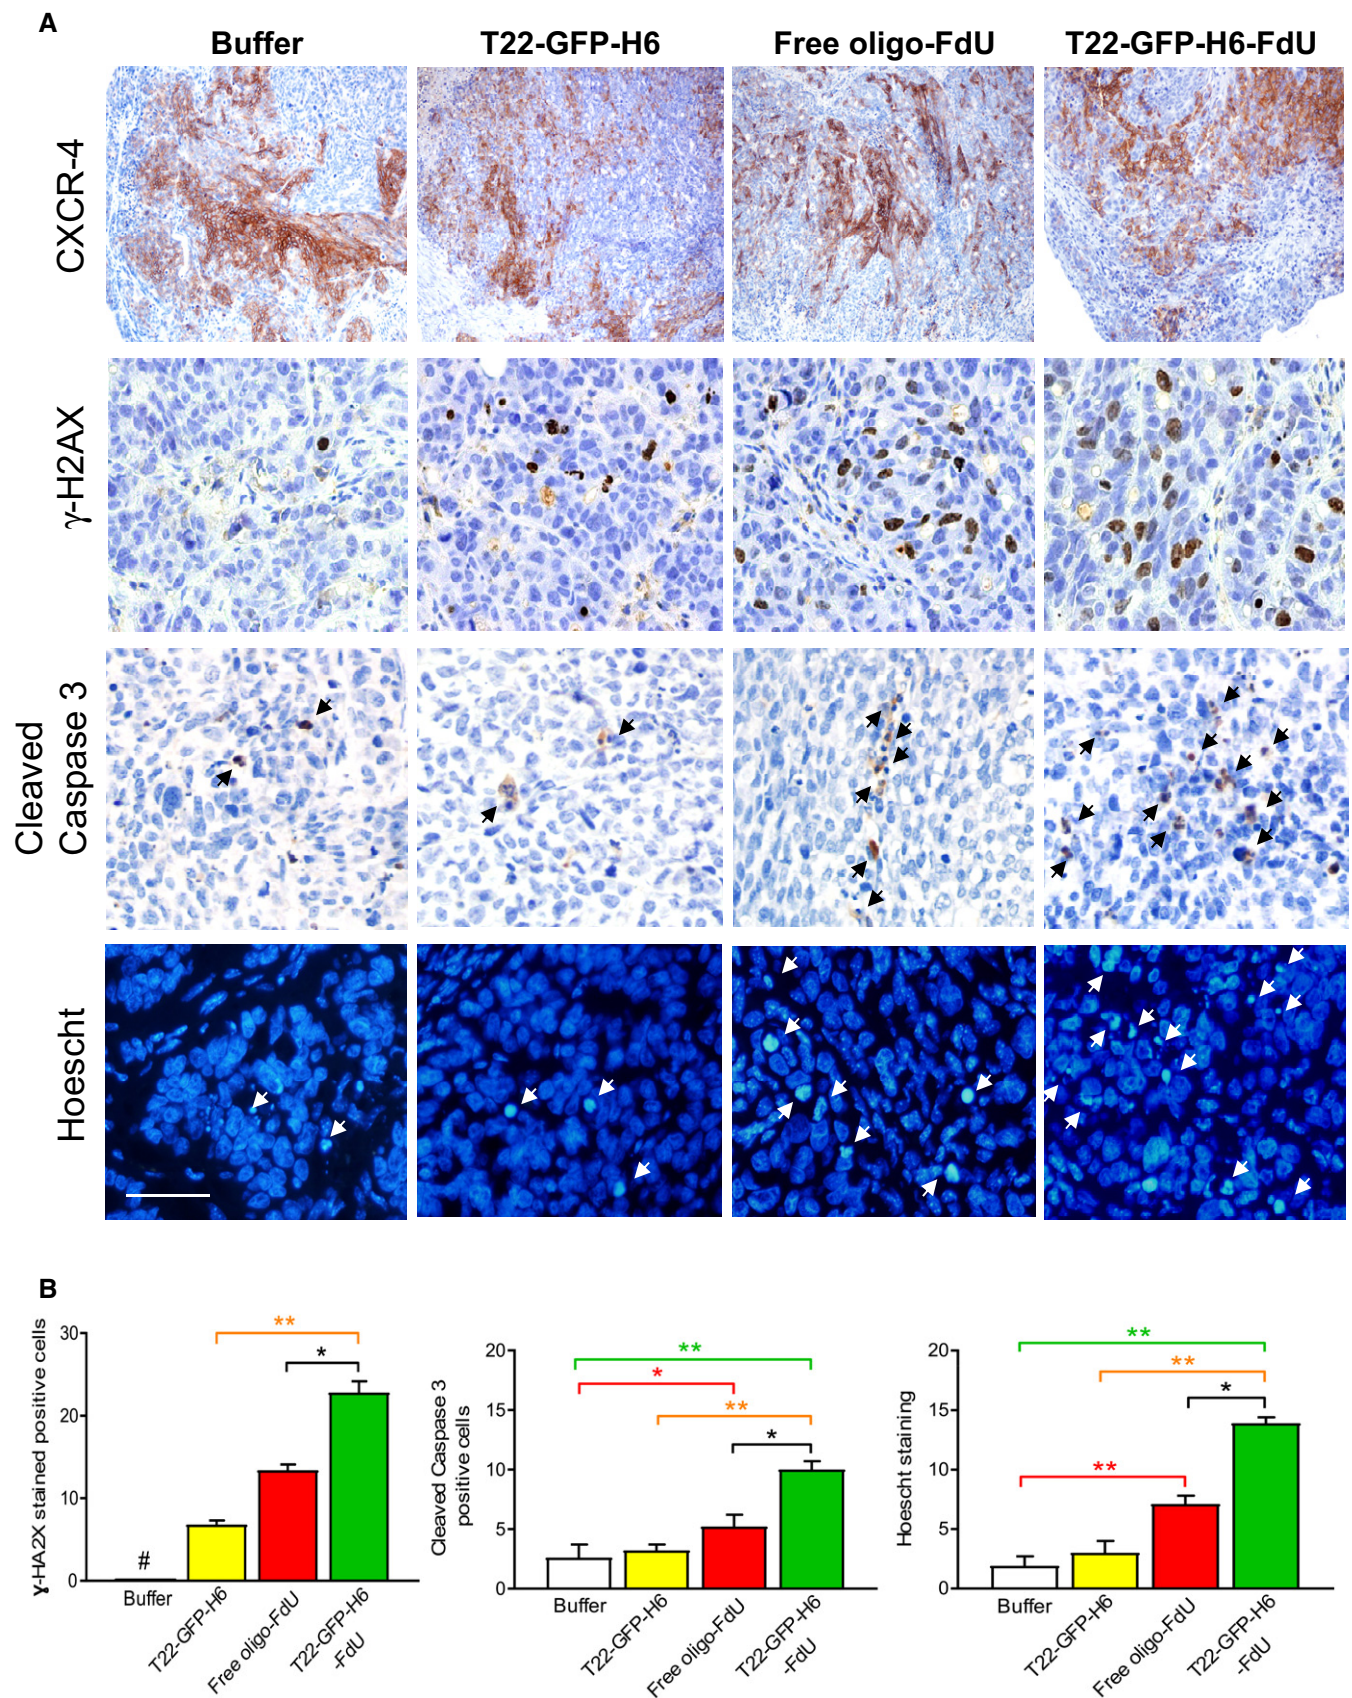 A
Buffer
T22-GFP-H6
Free oligo-FdU
T22-GFP-H6-FdU
CXCR-4
γ-H2AX
Cleaved
Caspase 3
Hoescht
B
γ-HA2X stained positive cells
30
20
10
0
#
**
*
Buffer
T22-GFP-H6
Free oligo-FdU
T22-GFP-H6
-FdU
Cleaved Caspase 3
positive cells
20
15
10
5
0
**
*
**
*
Buffer
T22-GFP-H6
Free oligo-FdU
T22-GFP-H6
-FdU
Hoescht staining
20
15
10
5
0
**
**
*
**
Buffer
T22-GFP-H6
Free oligo-FdU
T22-GFP-H6
-FdU